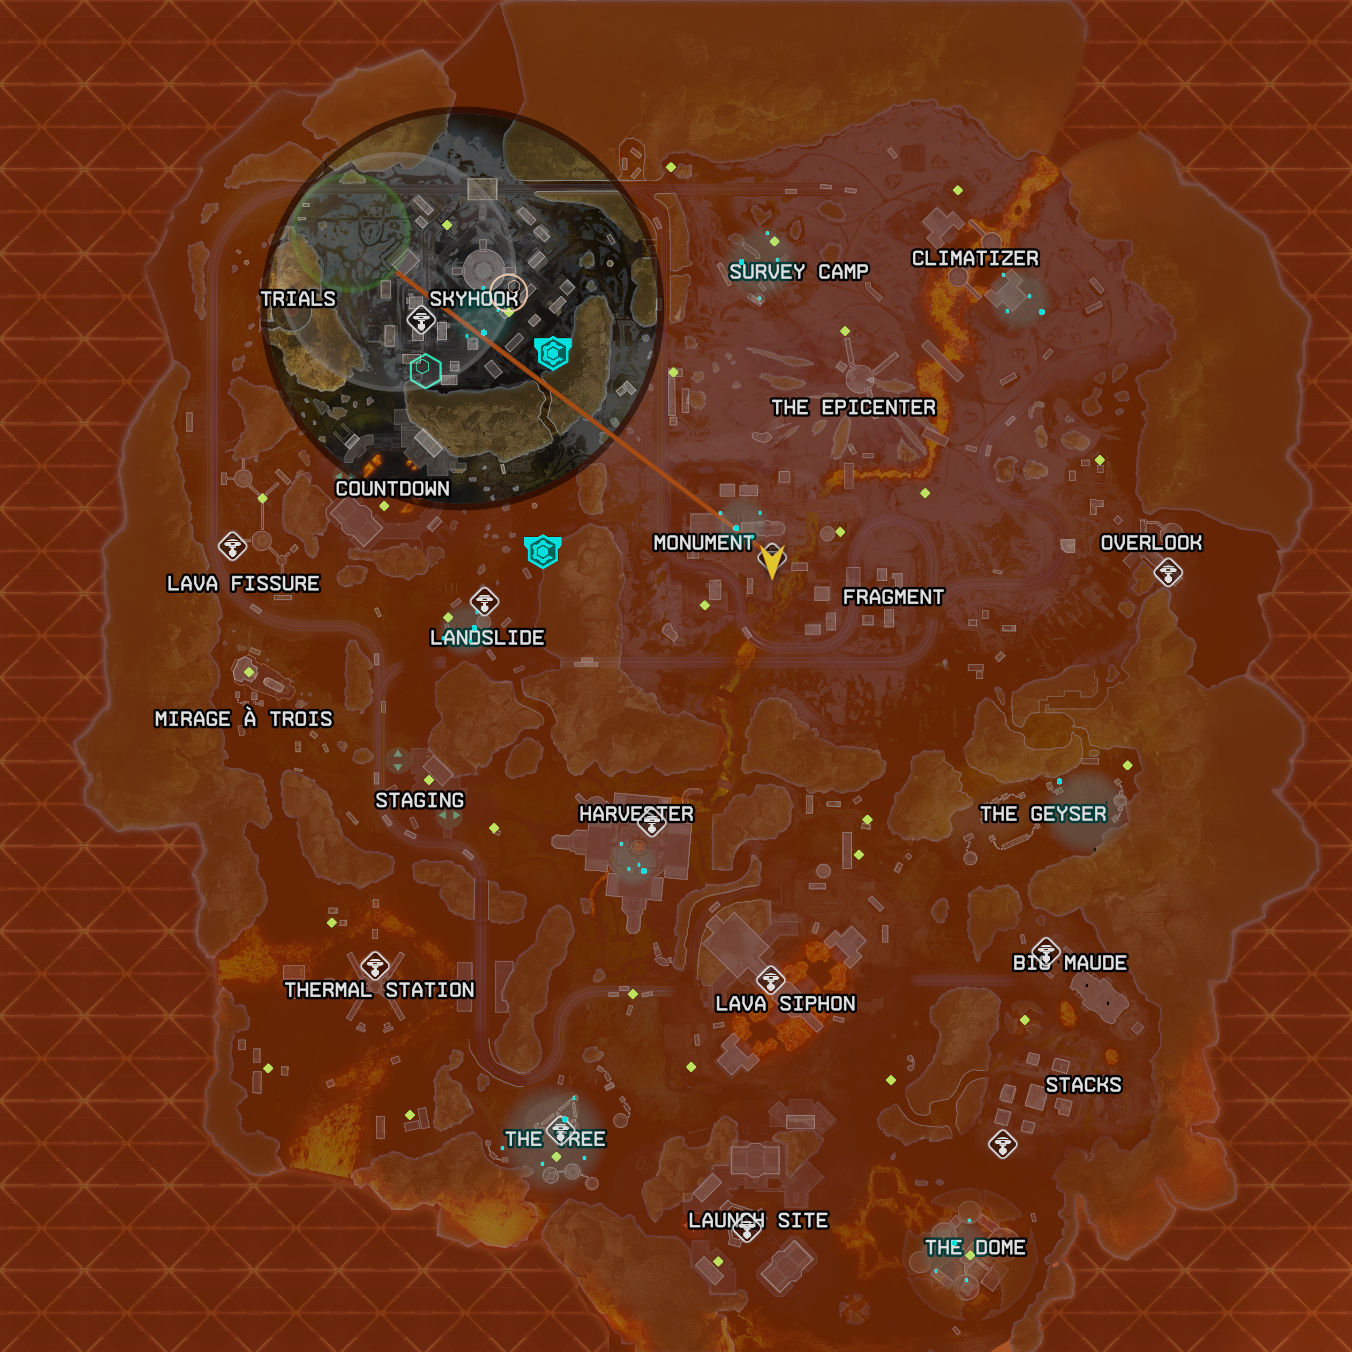 CLIMATIZER
SURVEY CAMP
TRIALS
SKYHOOK
THE EPICENTER
COUNTDOWN
MONUMENT
OVERLOOK
LAVA FISSURE
FRAGMENT
LANDSLIDE
MIRAGE À TROIS
STAGING
HARVESTER
THE GEYSER
BIG MAUDE
THERMAL STATION
LAVA SIPHON
STACKS
THE TREE
LAUNCH SITE
THE DOME